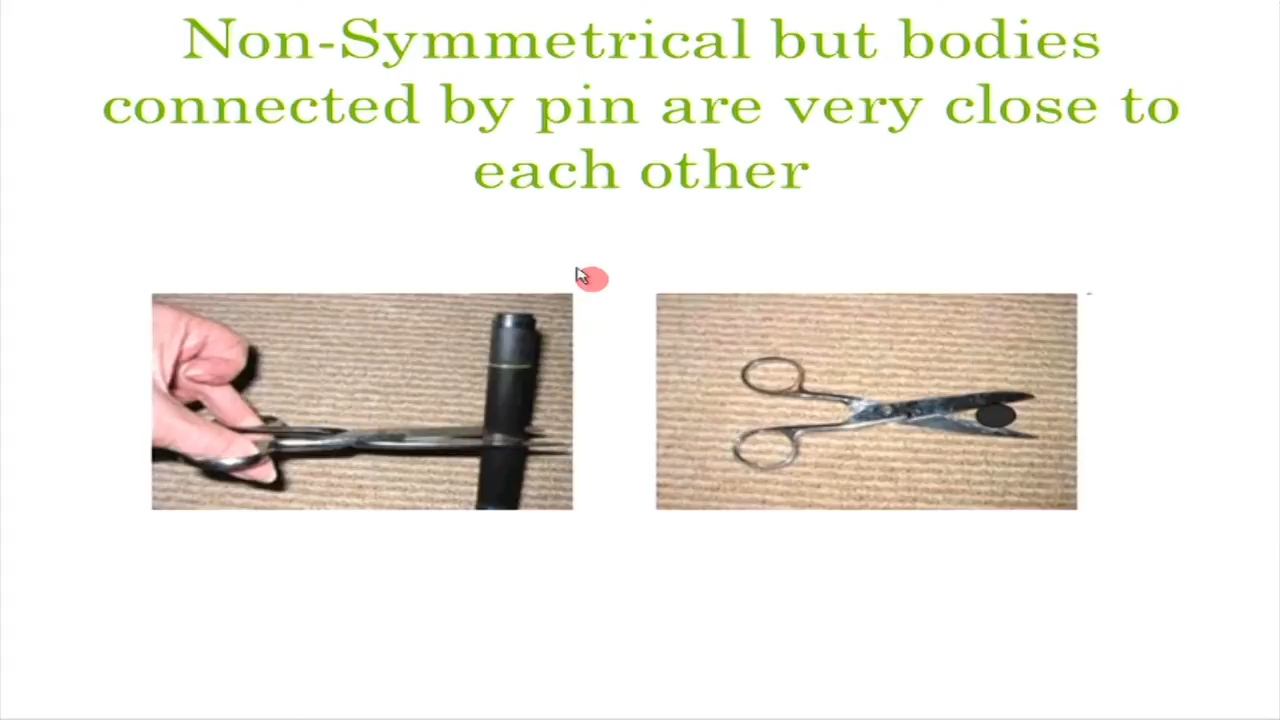 Non-Symmetrical but bodies
connected by pin are very close to
each other